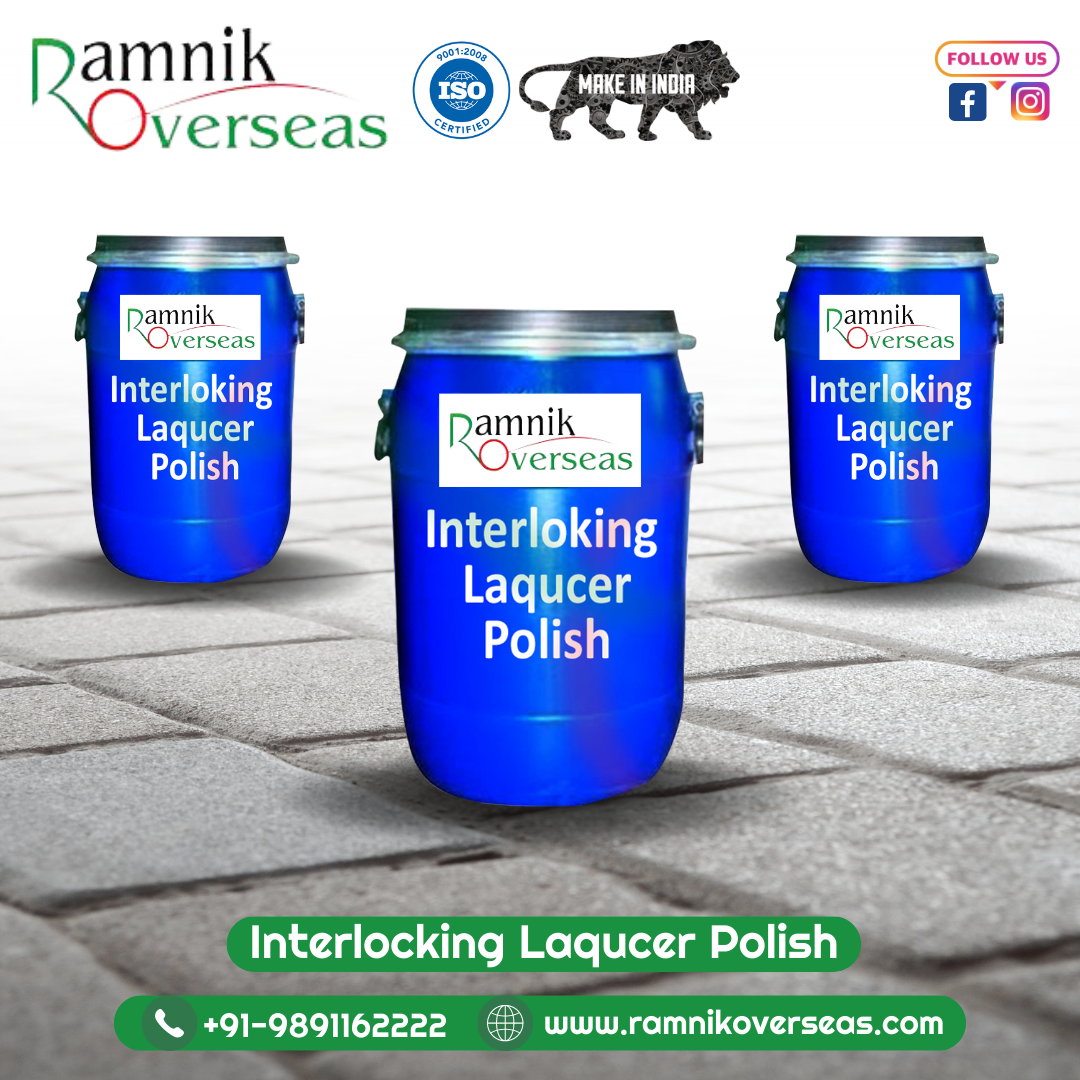 Ramnik
Overseas
9001:2008
ISO
CERTIFIED
MAKE IN INDIA
FOLLOW US
Ramnik
Overseas
Interloking
Laqucer
Polish
Ramnik
Overseas
Interloking
Laqucer
Polish
Ramnik
Overseas
Interloking
Laqucer
Polish
Interlocking Laqucer Polish
+91-9891162222
www.ramnikoverseas.com